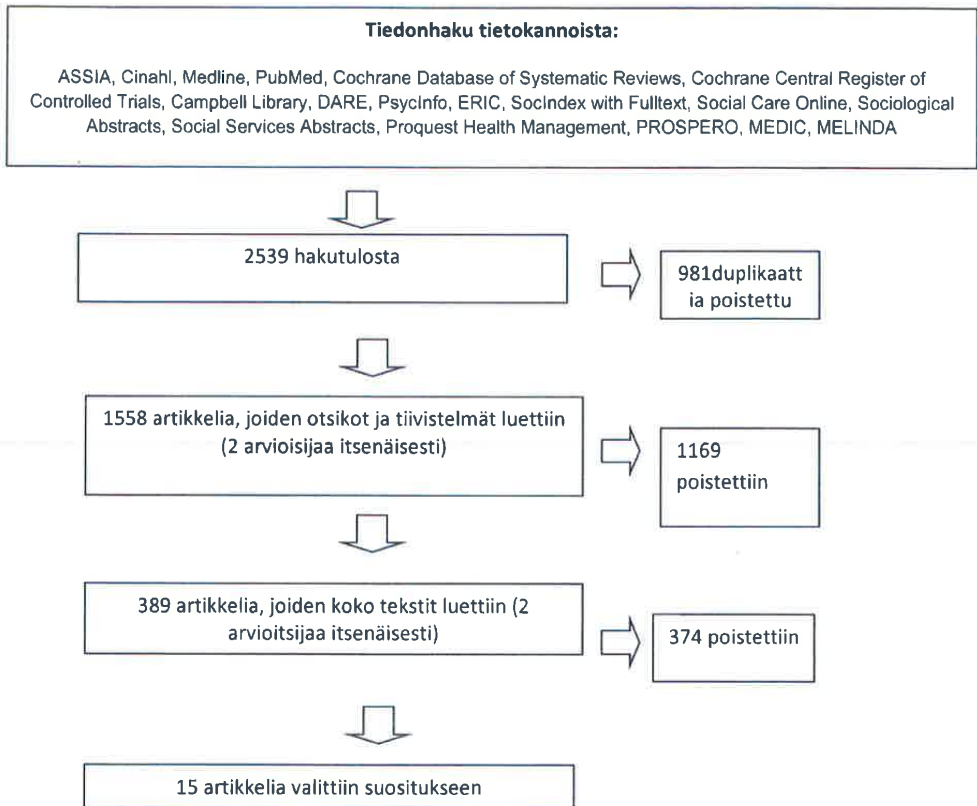 Tiedonhaku tietokannoista:
ASSIA, Cinahl, Medline, PubMed, Cochrane Database of Systematic Reviews, Cochrane Central Register of
Controlled Trials, Campbell Library, DARE, PsycInfo, ERIC, SocIndex with Fulltext, Social Care Online, Sociological
Abstracts, Social Services Abstracts, Proquest Health Management, PROSPERO, MEDIC, MELINDA
2539 hakutulosta
981duplikaatt
ia poistettu
1558 artikkelia, joiden otsikot ja tiivistelmät luettiin
(2 arvioisijaa itsenäisesti)
1169
poistettiin
389 artikkelia, joiden koko tekstit luettiin (2
arvioitsijaa itsenäisesti)
374 poistettiin
15 artikkelia valittiin suositukseen